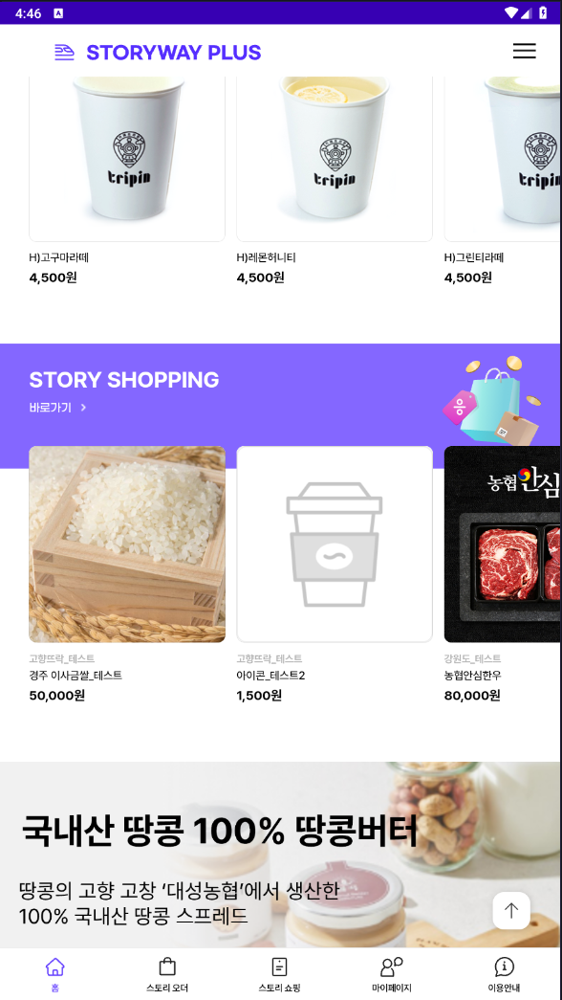 4:46
A
STORYWAY PLUS
tripin
tripin
H)고구마라떼
H)레몬허니티
H)그린티라떼
4,500원
4,500원
4,500원
STORY SHOPPING
바로가기 >
농협안심
고향뜨락_테스트
고향뜨락_테스트
강원도_테스트
경주 이사금쌀_테스트
아이콘_테스트2
농협안심한우
50,000원
1,500원
80,000원
국내산 땅콩 100% 땅콩버터
땅콩의 고향 고창 ‘대성농협’에서 생산한
100% 국내산 땅콩 스프레드
홈
스토리 오더
스토리 쇼핑
마이페이지
이용안내